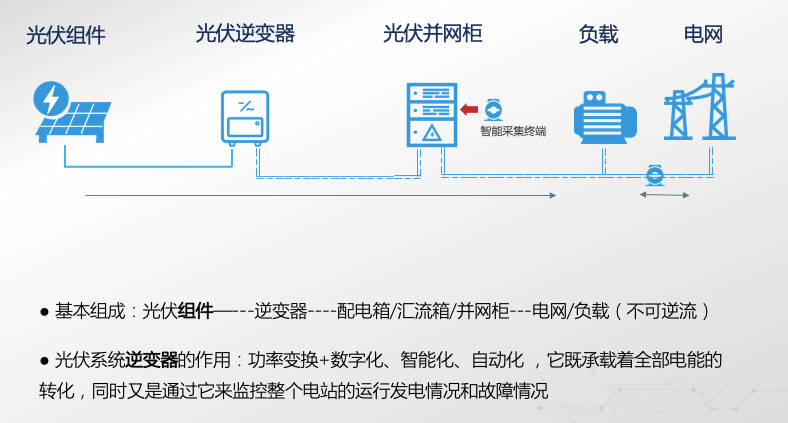 光伏组件 光伏逆变器 光伏并网柜 负载 电网
智能采集终端
● 基本组成：光伏组件—---逆变器----配电箱/汇流箱/并网柜---电网/负载（不可逆流）
● 光伏系统逆变器的作用：功率变换+数字化、智能化、自动化 ，它既承载着全部电能的
转化，同时又是通过它来监控整个电站的运行发电情况和故障情况